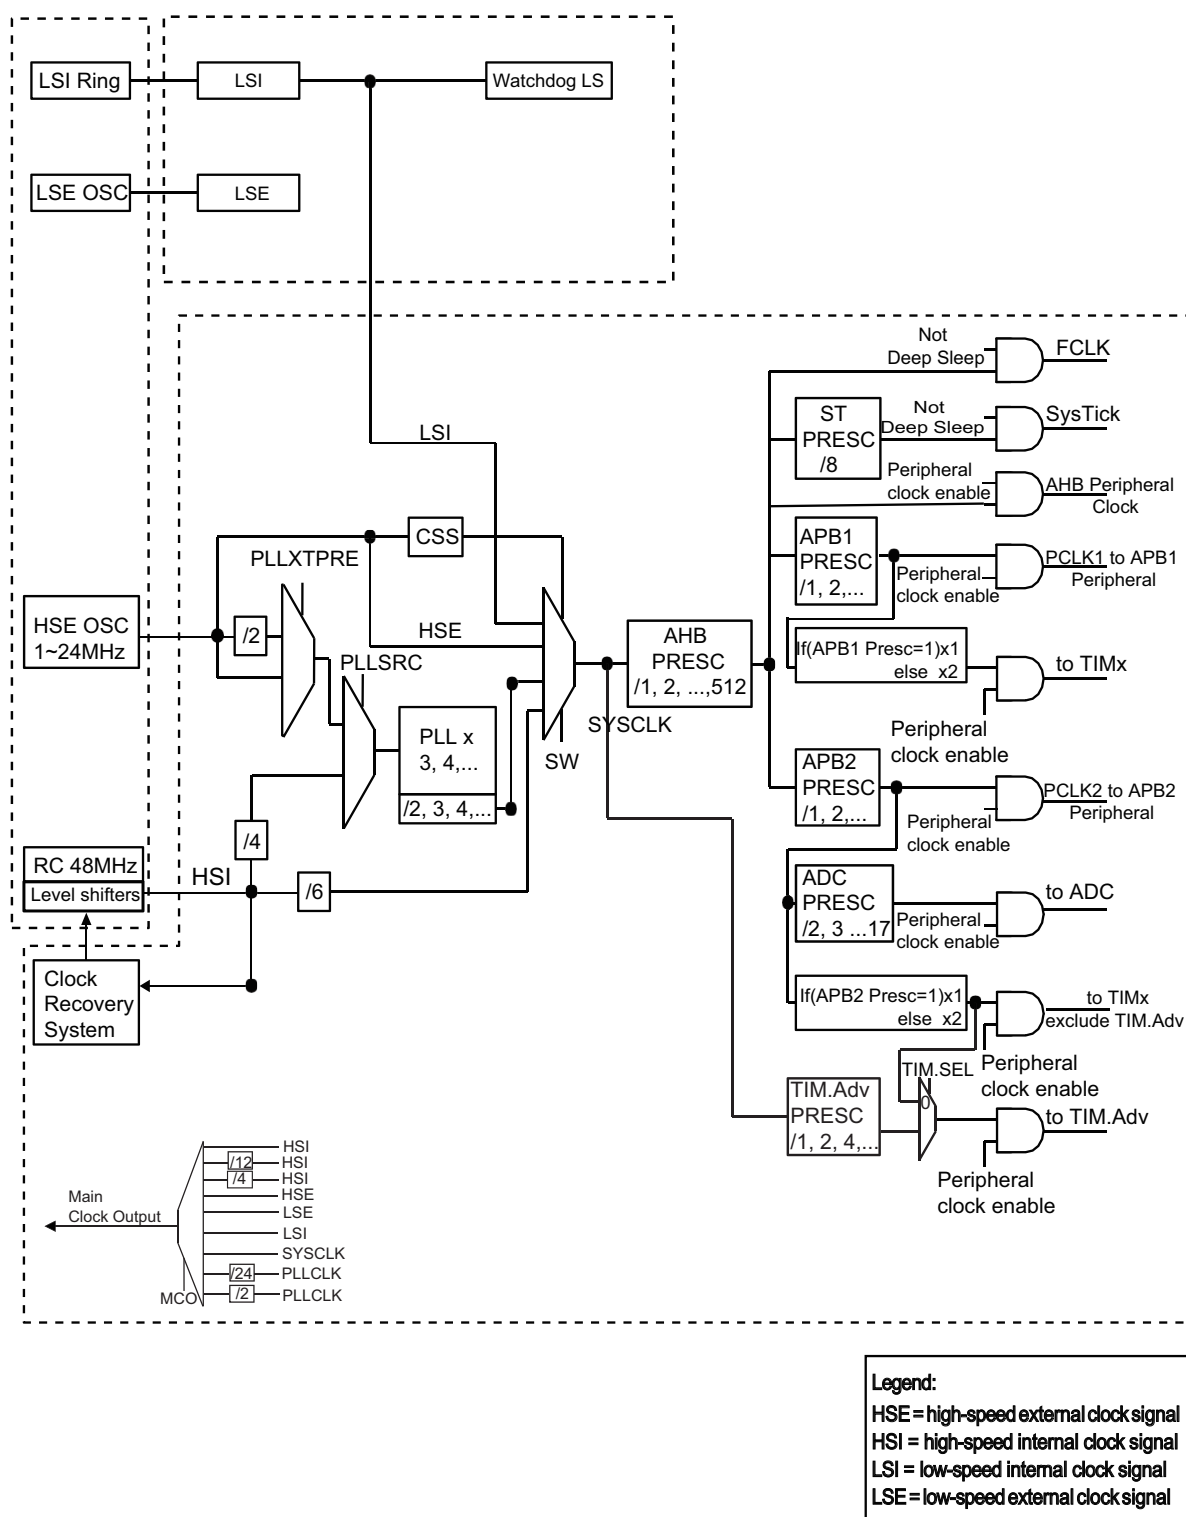 LSI Ring
LSI
Watchdog LS
LSE OSC
LSE
Not
Deep Sleep
FCLK
ST
PRESC
/8
Not
Deep Sleep
SysTick
LSI
Peripheral
clock enable
AHB Peripheral
Clock
CSS
APB1
PRESC
/1, 2,...
Peripheral
clock enable
PCLK1 to APB1
Peripheral
PLLXTPRE
HSE OSC
1~24MHz
/2
HSE
PLLSRC
AHB
PRESC
/1, 2, ...,512
If(APB1 Presc=1)x1
else x2
to TIMx
Peripheral
clock enable
SYSCLK
PLL x
3, 4,...
/2, 3, 4,...
SW
APB2
PRESC
/1, 2,...
Peripheral
clock enable
PCLK2 to APB2
Peripheral
/4
RC 48MHz
Level shifters
HSI
/6
ADC
PRESC
/2, 3 ...17
Peripheral
clock enable
to ADC
Clock
Recovery
System
If(APB2 Presc=1)x1
else x2
to TIMx
exclude TIM.Adv
Peripheral
clock enable
TIM.SEL
0
TIM.Adv
PRESC
/1, 2, 4,...
to TIM.Adv
Peripheral
clock enable
Main
Clock Output
MCO
HSI
/12
HSI
/4
HSI
HSE
LSE
LSI
SYSCLK
/24
PLLCLK
/2
PLLCLK
Legend:
HSE = high-speed external clock signal
HSI = high-speed internal clock signal
LSI = low-speed internal clock signal
LSE = low-speed external clock signal